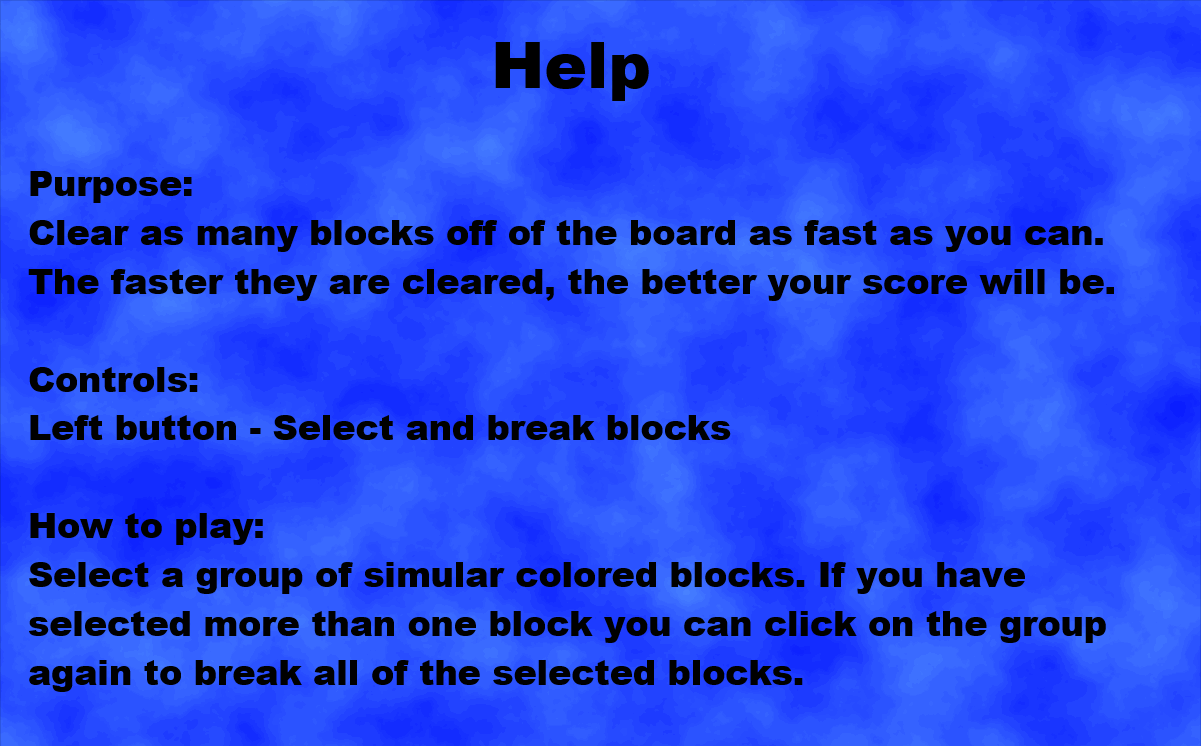 Help
Purpose:
Clear as many blocks off of the board as fast as you can.
The faster they are cleared, the better your score will be.
Controls:
Left button - Select and break blocks
How to play:
Select a group of simular colored blocks. If you have
selected more than one block you can click on the group
again to break all of the selected blocks.